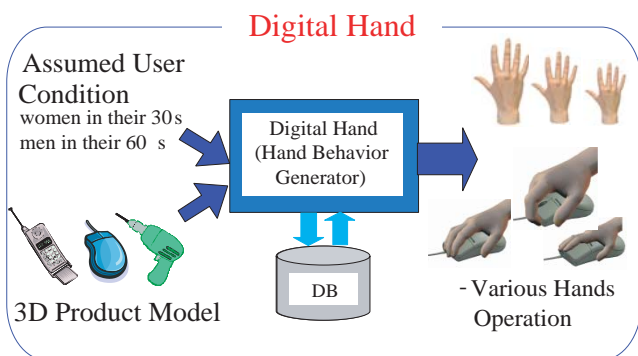 Digital Hand
Assumed User
Condition
women in their 30s
men in their 60 s
Digital Hand
(Hand Behavior
Generator)
DB
3D Product Model
- Various Hands
Operation